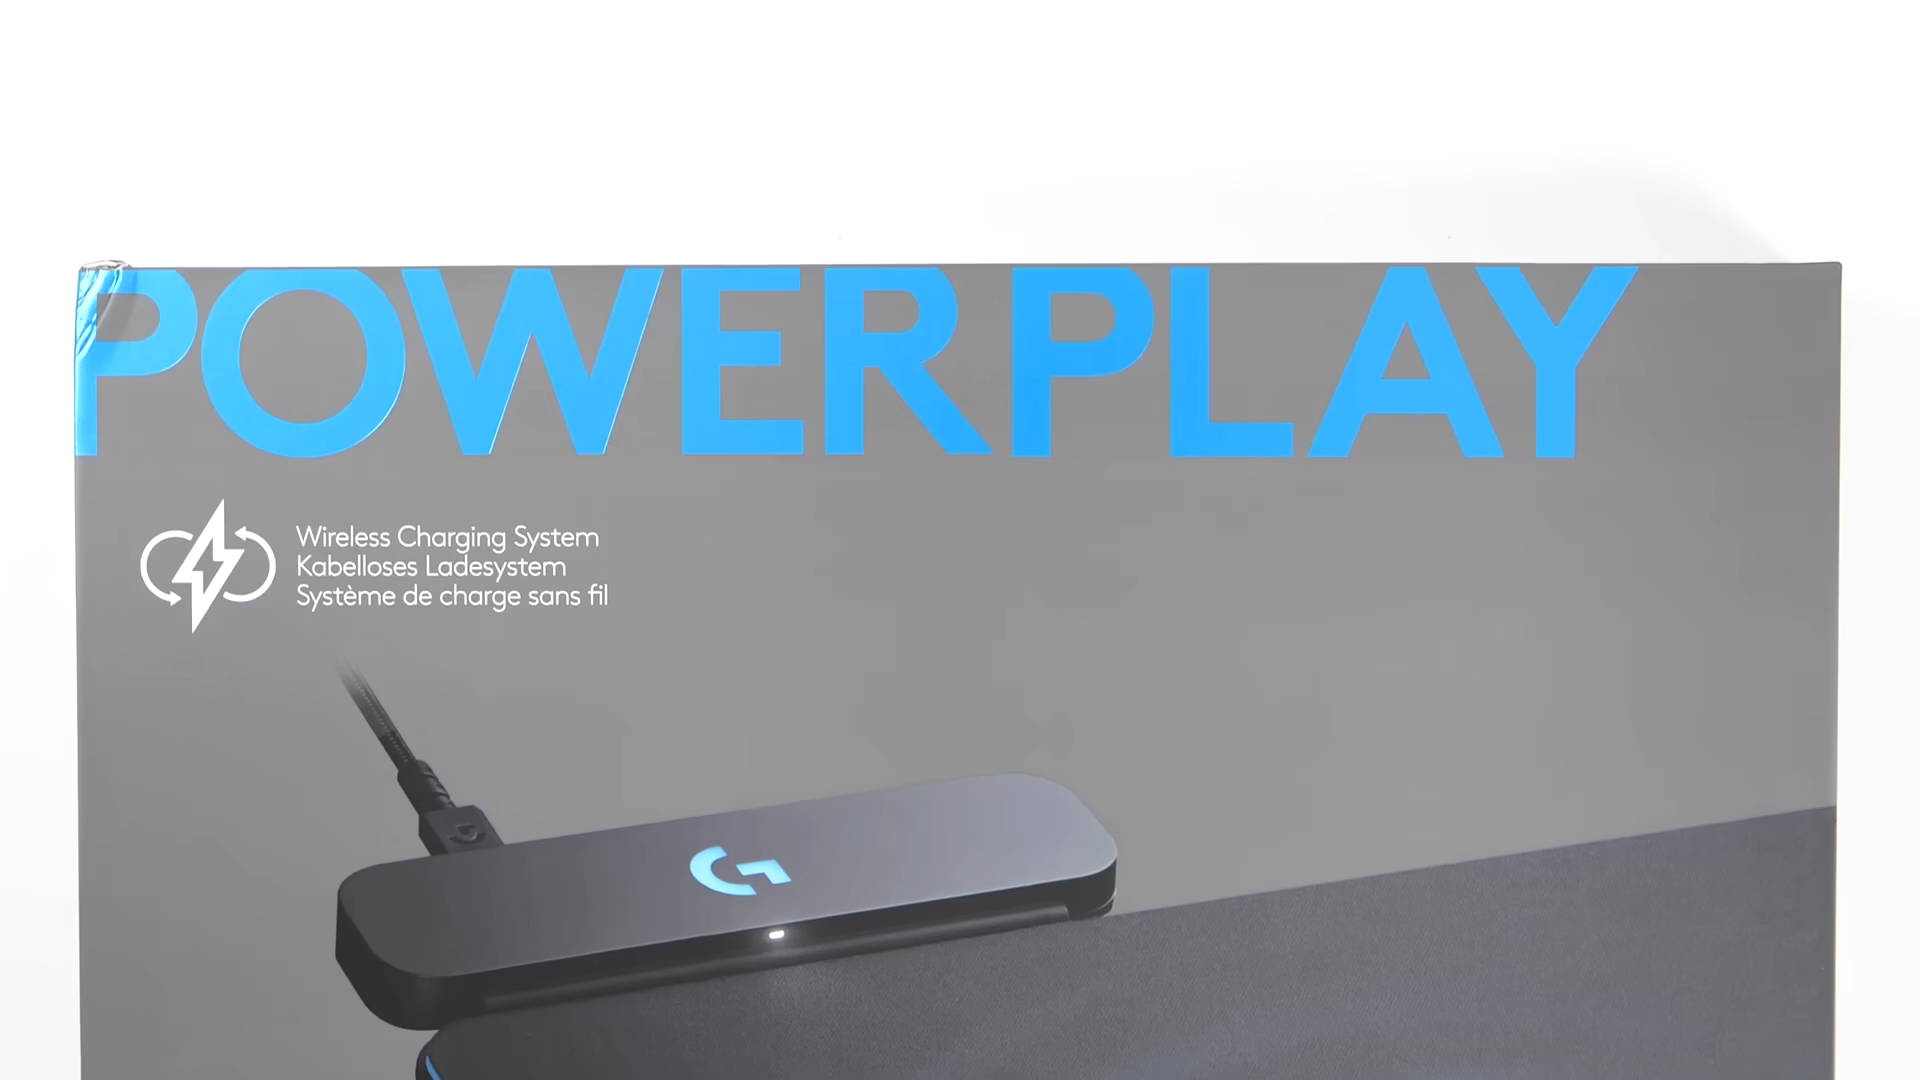 POWERPLAY
Wireless Charging System
Kabelloses Ladesystem
Système de charge sans fil